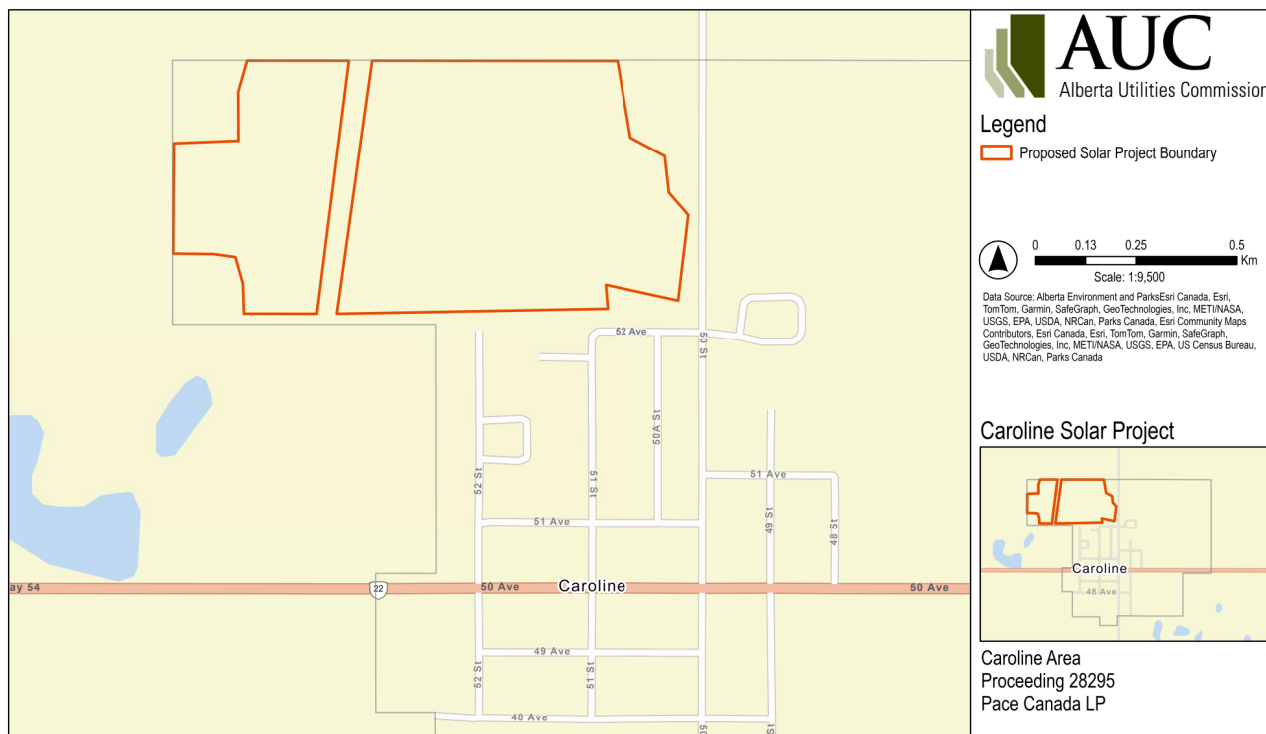 52 Ave
50 St
50A St
52 St
51 St
51 Ave
51 Ave
49 St
48 St
ay 54
22
50 Ave
Caroline
50 Ave
49 Ave
52 St
51 St
48 Ave
50
St
AUC
Alberta Utilities Commission
Legend
Proposed Solar Project Boundary
0 0.13 0.25 0.5
Km
Scale: 1:9,500
Data Source: Alberta Environment and ParksEsri Canada, Esri,
TomTom, Garmin, SafeGraph, GeoTechnologies, Inc, METI/NASA,
USGS, EPA, USDA, NRCan, Parks Canada, Esri Community Maps
Contributors, Esri Canada, Esri, TomTom, Garmin, SafeGraph,
GeoTechnologies, Inc, METI/NASA, USGS, EPA, US Census Bureau,
USDA, NRCan, Parks Canada
Caroline Solar Project
Caroline
48 Ave
Caroline Area
Proceeding 28295
Pace Canada LP